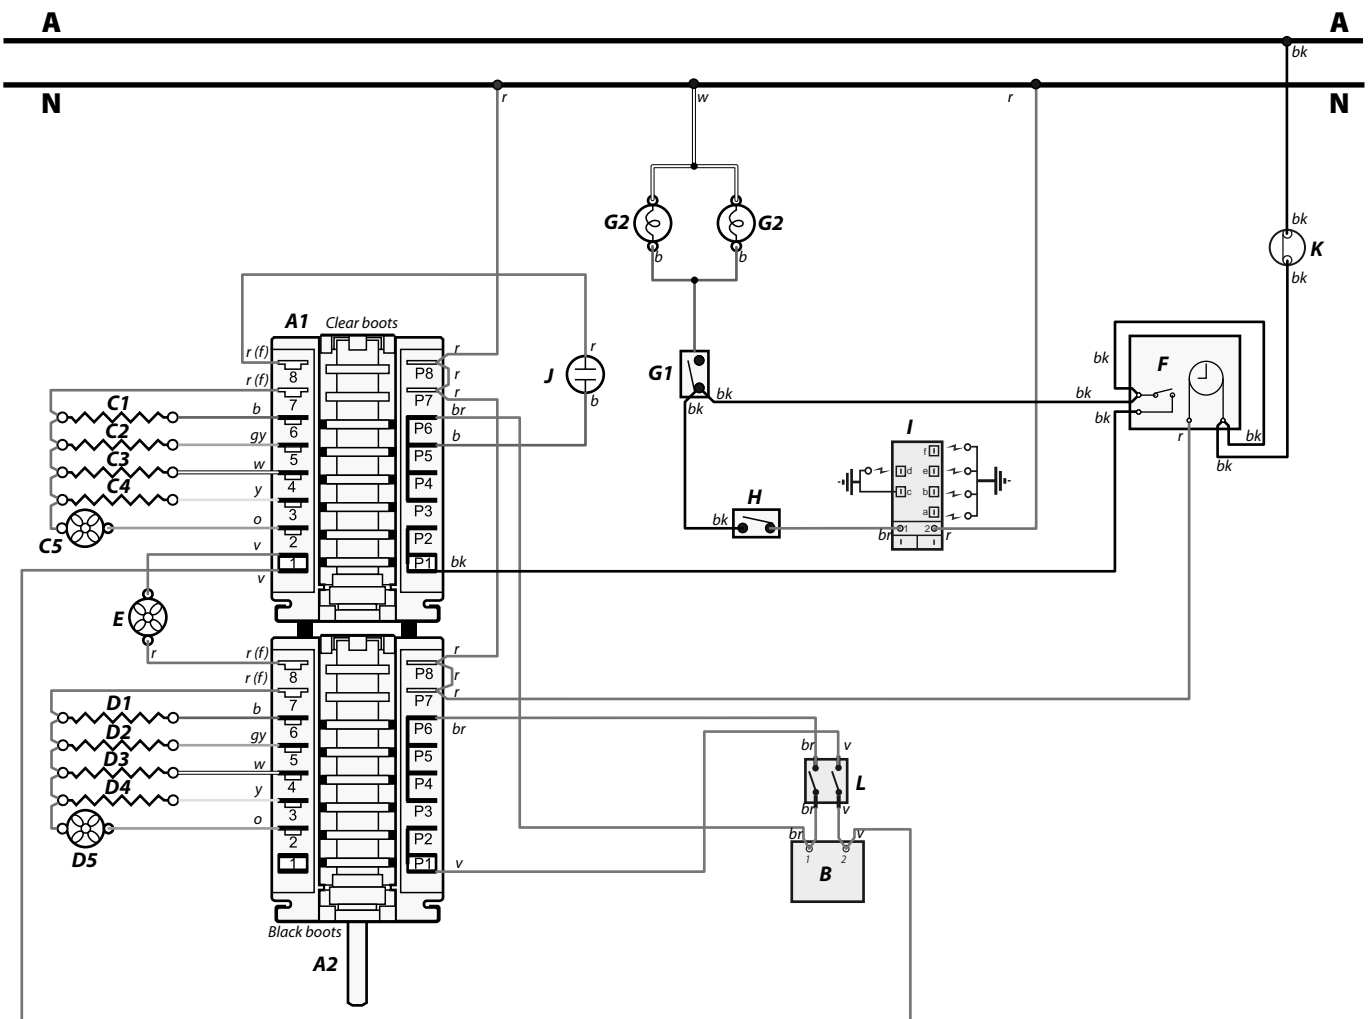 A A
bk
N r w r N
bk
G2 G2 K
b b bk
A1 Clear boots
r (f) r r
8 P8 r J G1 bk F
r (f) r
7 P7 b bk bk
C1 b br bk
6 P6 bk r bk
C2 gy b
5 P5 I bk
C3 w f
4 P4 d e
C4 y H c b
3 P3 a
o bk 1 2
C5 2 P2 br r
v
1 P1 bk
v
E
r r (f) r
8 P8 r
r (f) r
7 P7
D1 b
6 P6 br
D2 gy br v
5 P5
D3 w L
4 P4
D4 y br v
3 P3
o br v
D5 2 P2 1 2
1 P1 v B
Black boots
A2